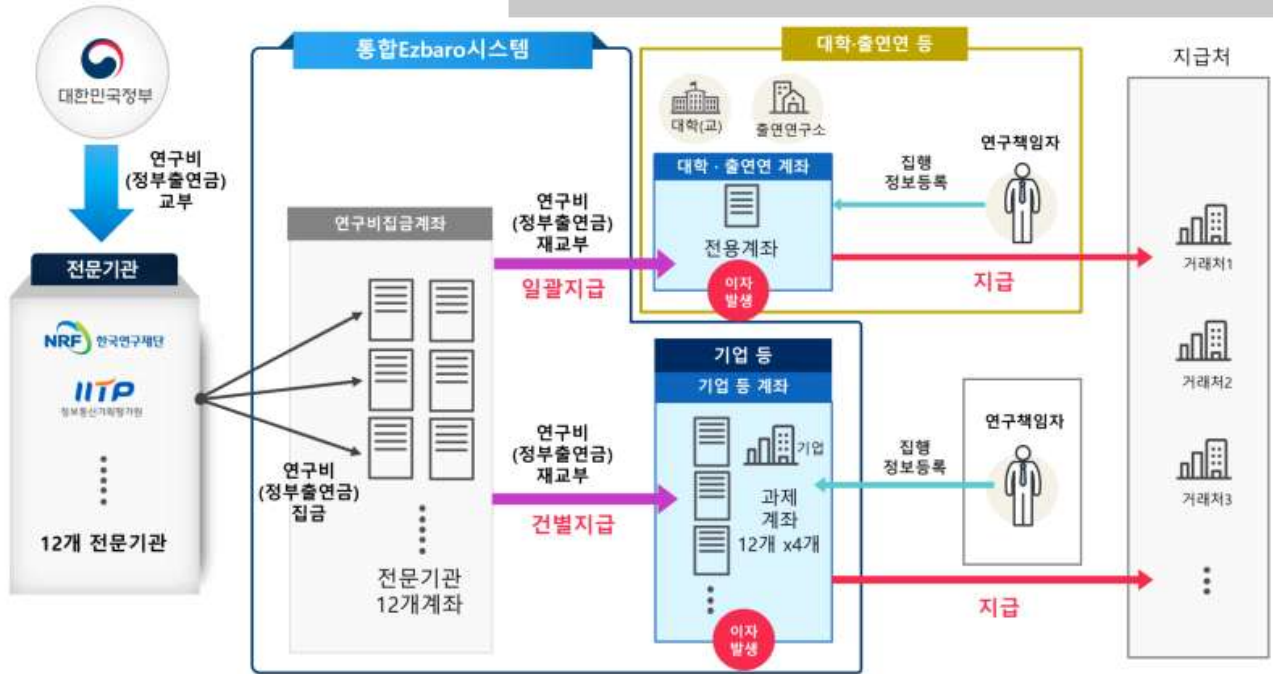 대한민국정부
연구비
(정부출연금)
교부
전문기관
NRF 한국연구재단
IITP
정보통신기획평가원
12개 전문기관
통합Ezbaro시스템
연구비집금계좌
연구비
(정부출연금)
집금
전문기관
12개계좌
연구비
(정부출연금)
재교부
일괄지급
연구비
(정부출연금)
재교부
건별지급
대학·출연연 등
대학(교)
출연연구소
대학 · 출연연 계좌
전용계좌
이자
발생
집행
정보등록
연구책임자
지급
기업 등
기업 등 계좌
기업
과제
계좌
12개 x4개
이자
발생
집행
정보등록
연구책임자
지급
지급처
거래처1
거래처2
거래처3